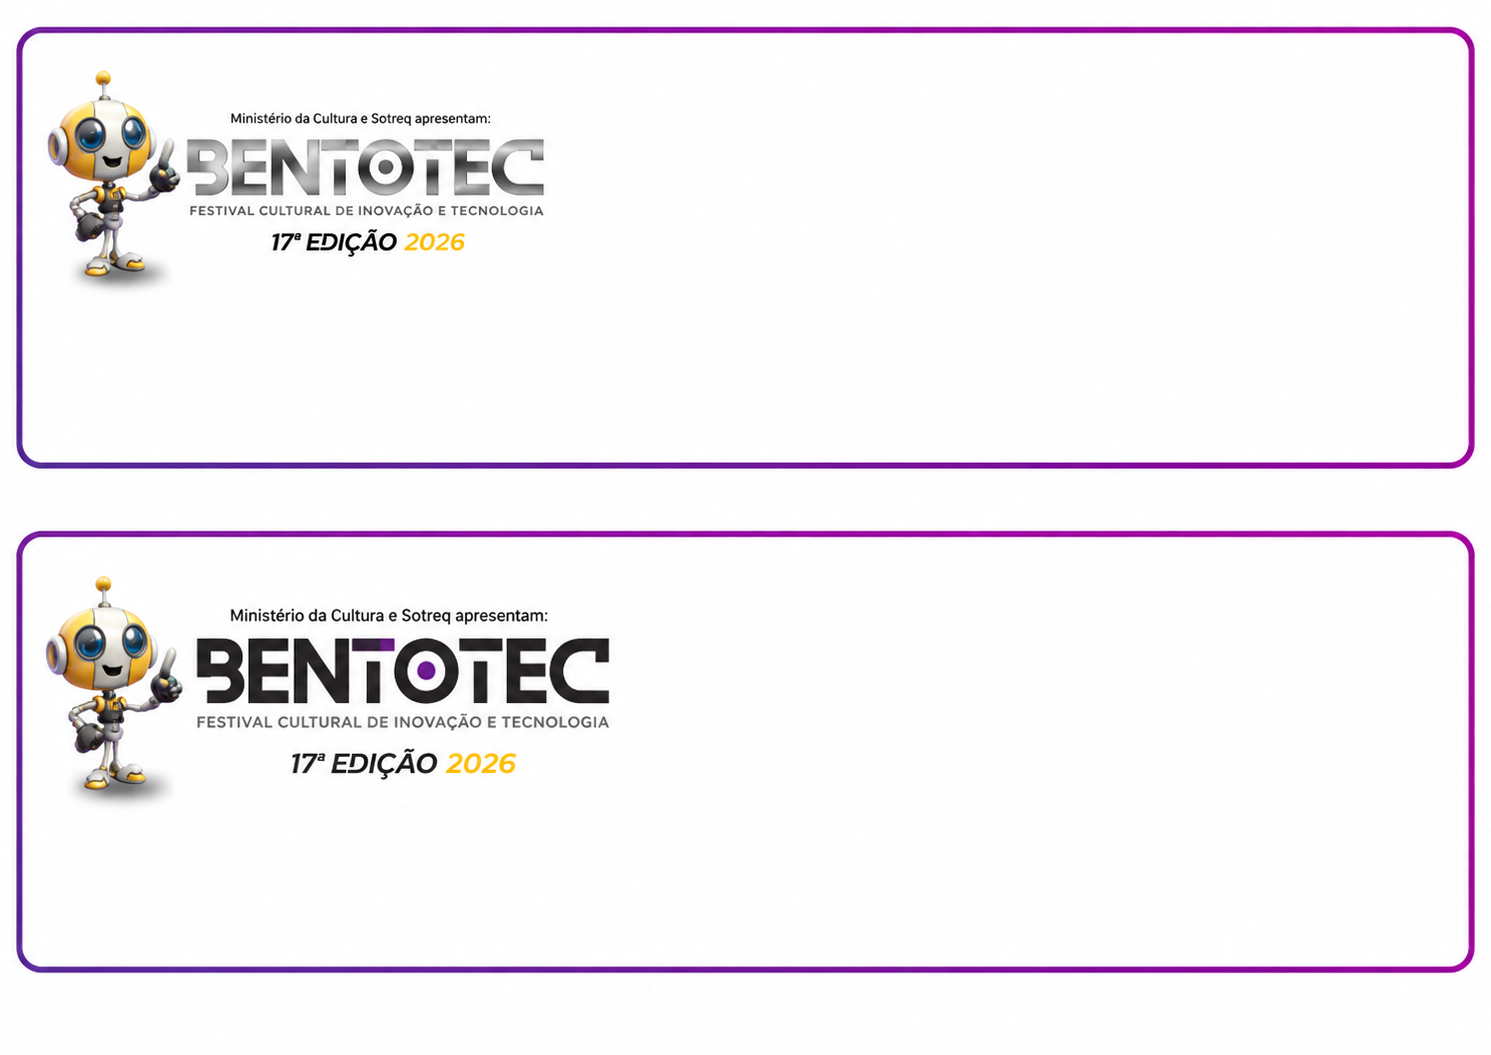 Ministério da Cultura e Sotreq apresentam:
BENTOTEC
FESTIVAL CULTURAL DE INOVAÇÃO E TECNOLOGIA
17ª EDIÇÃO 2026
Ministério da Cultura e Sotreq apresentam:
BENTOTEC
FESTIVAL CULTURAL DE INOVAÇÃO E TECNOLOGIA
17ª EDIÇÃO 2026